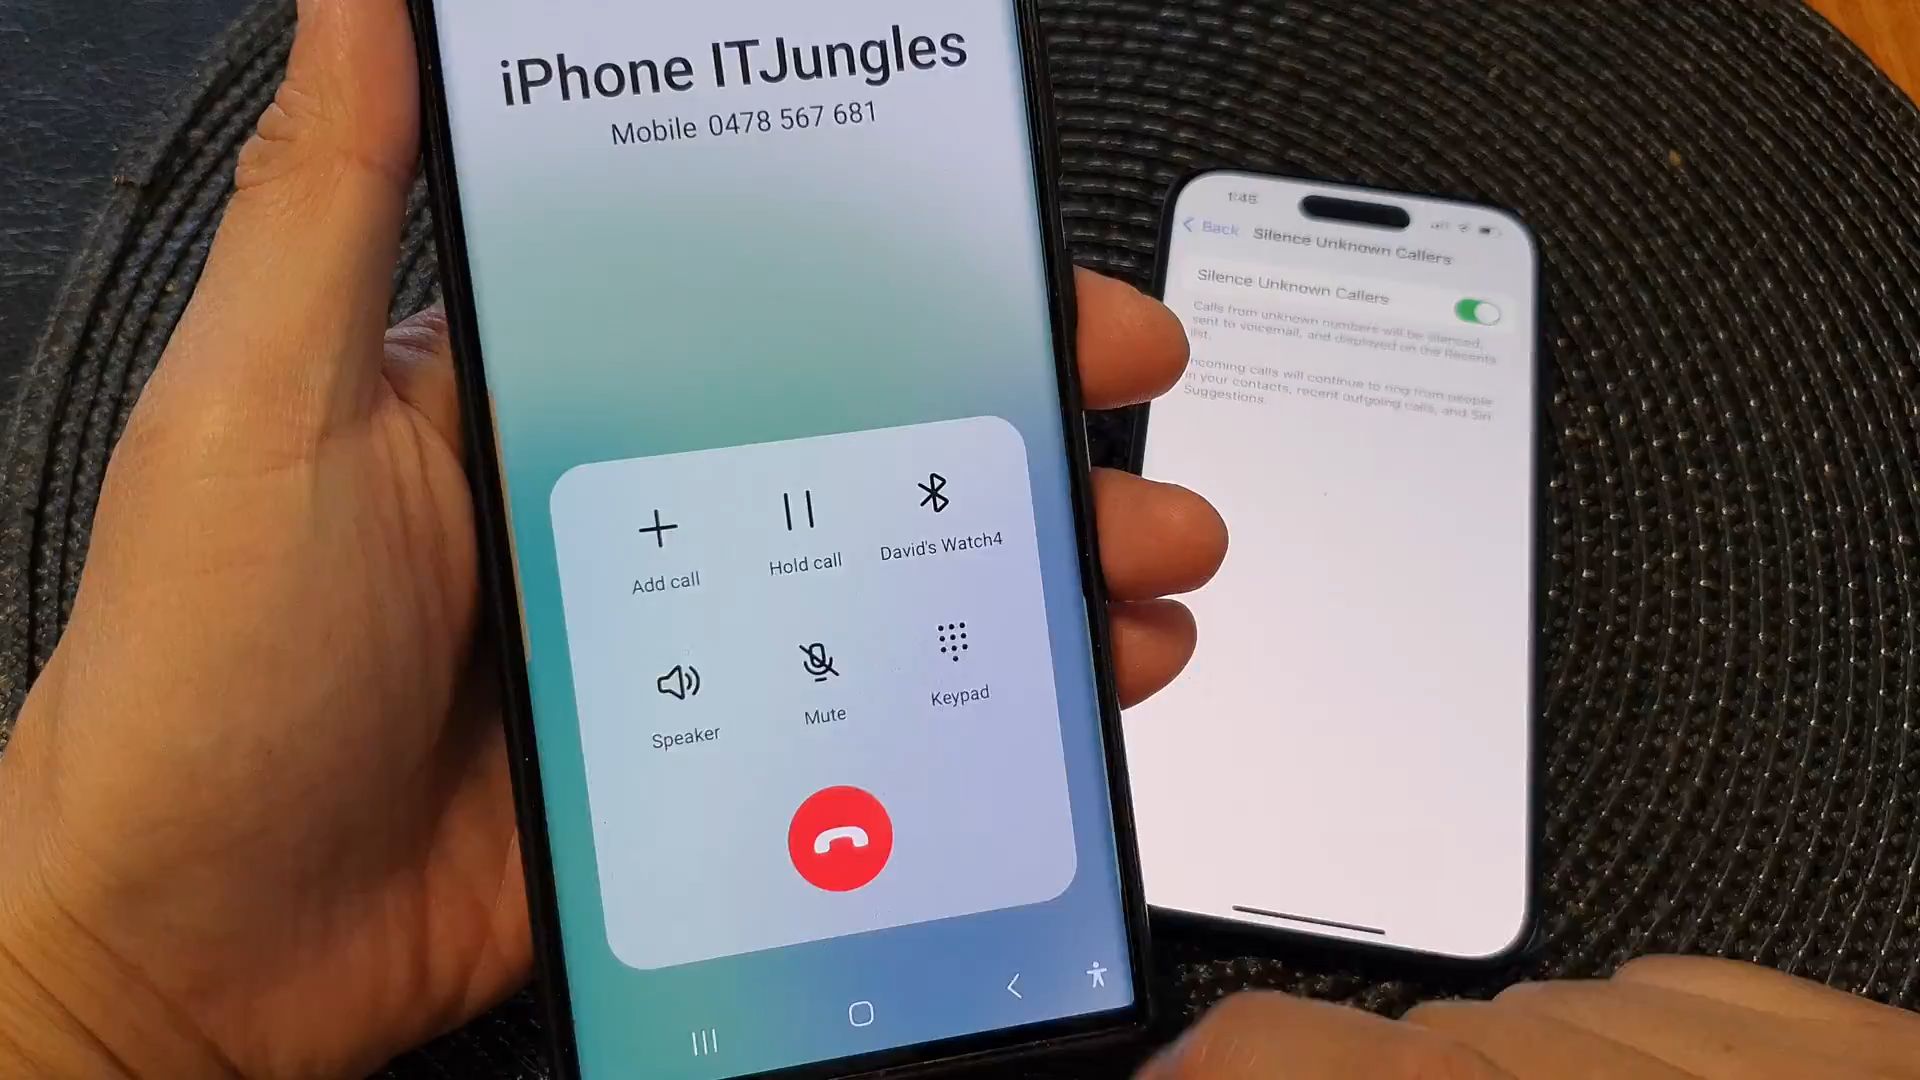 iPhone ITJungles
Mobile 0478 567 681
Add call
Hold call
David's Watch4
Speaker
Mute
Keypad
1:45
Back Silence Unknown Callers
Silence Unknown Callers
Calls from unknown numbers will be silenced,
sent to voicemail, and displayed on the Recents
list.
Incoming calls will continue to ring from people
in your contacts, recent outgoing calls, and Siri
Suggestions.